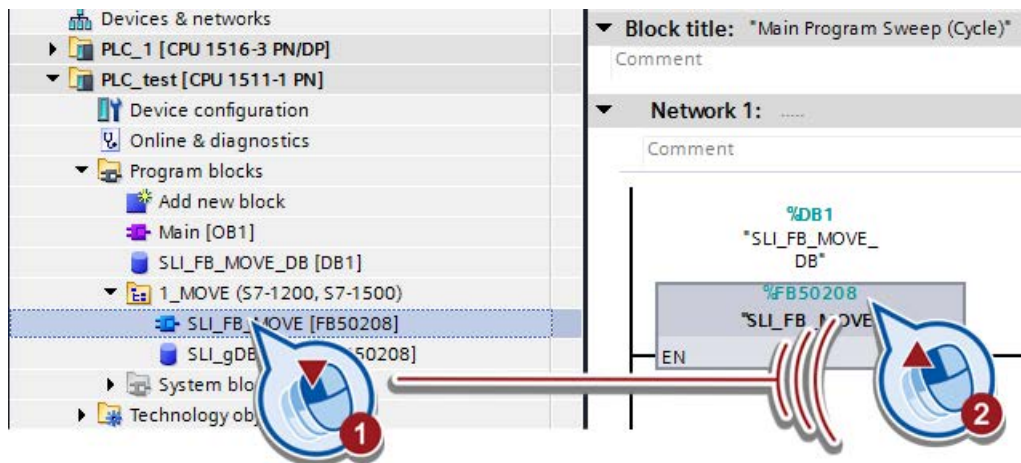 Devices & networks
PLC_1 [CPU 1516-3 PN/DP]
PLC_test [CPU 1511-1 PN]
Device configuration
Online & diagnostics
Program blocks
Add new block
Main [OB1]
SLI_FB_MOVE_DB [DB1]
1_MOVE (S7-1200, S7-1500)
SLI_FB_MOVE [FB50208]
SLI_gDB 50208]
System blo
Technology ob
1
Block title: "Main Program Sweep (Cycle)"
Comment
Network 1: .....
Comment
%DB1
"SLI_FB_MOVE_
DB"
%FB50208
"SLI_FB_MOVE
EN
2